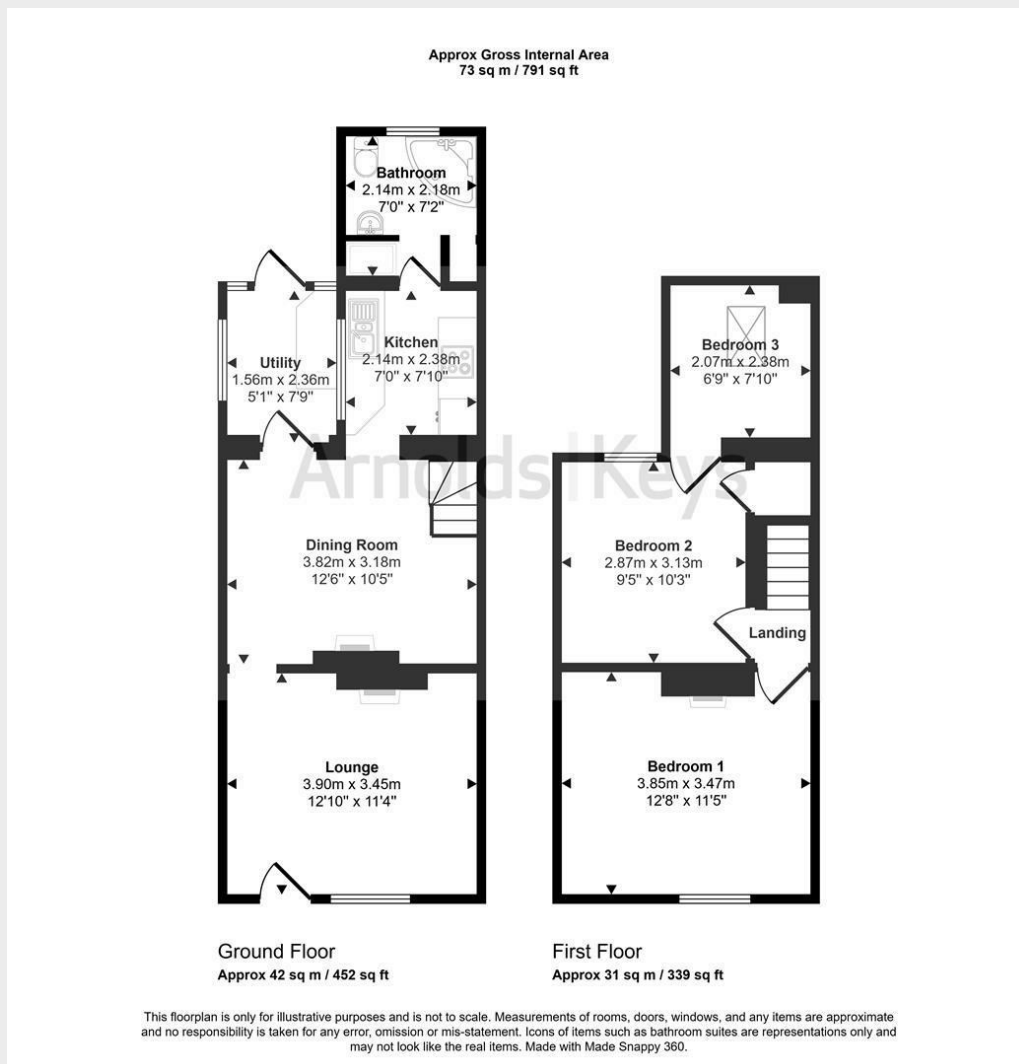 Approx Gross Internal Area
73 sq m / 791 sq ft
Bathroom
2.14m x 2.18m
7'0" x 7'2"
Kitchen
2.14m x 2.38m
7'0" x 7'10"
Utility
1.56m x 2.36m
5'1" x 7'9"
Bedroom 3
2.07m x 2.38m
6'9" x 7'10"
Arnolds|Keys
Dining Room
3.82m x 3.18m
12'6" x 10'5"
Bedroom 2
2.87m x 3.13m
9'5" x 10'3"
Landing
Lounge
3.90m x 3.45m
12'10" x 11'4"
Bedroom 1
3.85m x 3.47m
12'8" x 11'5"
Ground Floor
Approx 42 sq m / 452 sq ft
First Floor
Approx 31 sq m / 339 sq ft
This floorplan is only for illustrative purposes and is not to scale. Measurements of rooms, doors, windows, and any items are approximate
and no responsibility is taken for any error, omission or mis-statement. Icons of items such as bathroom suites are representations only and
may not look like the real items. Made with Made Snappy 360.